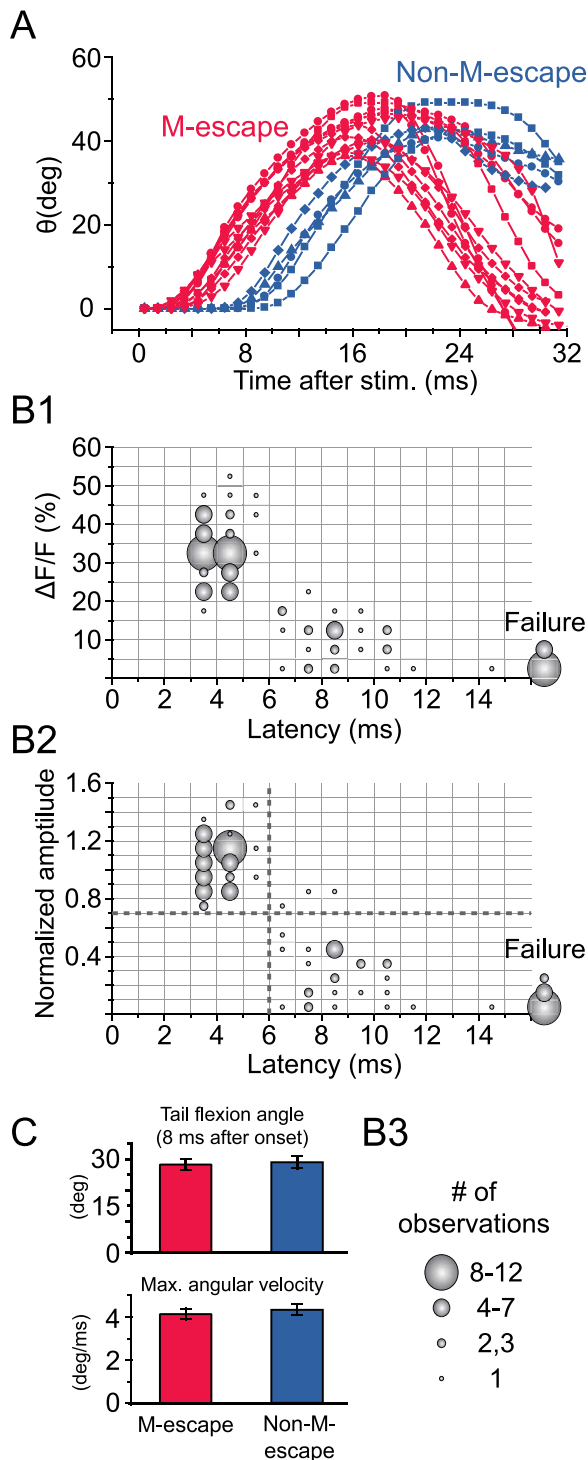 A
60
Non-M-escape
M-escape
40
θ(deg)
20
0
0 8 16 24 32
Time after stim. (ms)
B1
60
50
40
ΔF/F (%)
30
20
Failure
10
0 2 4 6 8 10 12 14
Latency (ms)
B2
1.6
Normalized amptilude
1.2
0.8
0.4
Failure
0 2 4 6 8 10 12 14
Latency (ms)
C
Tail flexion angle
(8 ms after onset)
30
(deg)
15
0
Max. angular velocity
4
(deg/ms)
2
0
M-escape
Non-M-
escape
B3
# of
observations
8-12
4-7
2,3
1